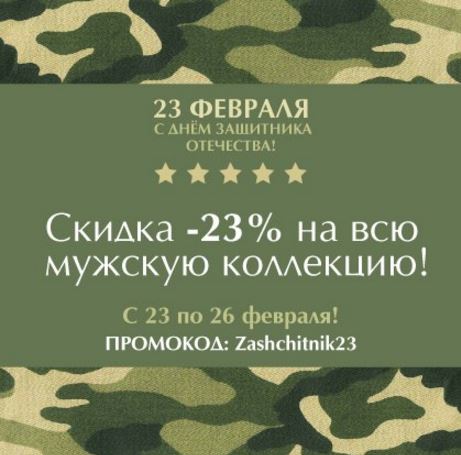 23 ФЕВРАЛЯ
С ДНЁМ ЗАЩИТНИКА
ОТЕЧЕСТВА!
Скидка -23% на всю
мужскую коллекцию!
С 23 по 26 февраля!
ПРОМОКОД: Zashchitnik23